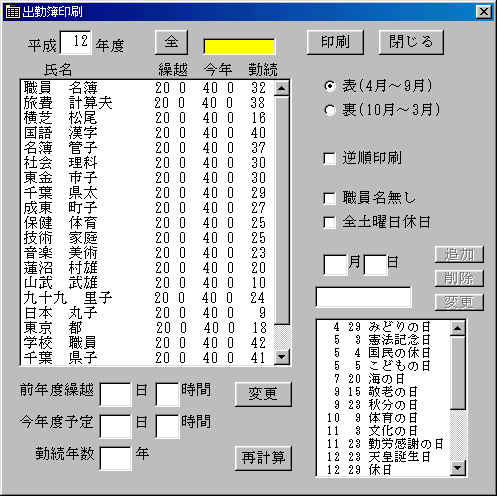 出勤簿印刷
平成 12 年度 全 印刷 閉じる
氏名 繰越 今年 勤続
職員 名簿 20 0 40 0 32
旅費 計算夫 20 0 40 0 38
横芝 松尾 20 0 40 0 16
国語 漢字 20 0 40 0 40
名簿 管子 20 0 40 0 37
社会 理科 20 0 40 0 30
東金 市子 20 0 40 0 30
千葉 県太 20 0 40 0 29
成東 町子 20 0 40 0 27
保健 体育 20 0 40 0 25
技術 家庭 20 0 40 0 25
音楽 美術 20 0 40 0 23
蓮沼 村雄 20 0 40 0 20
山武 武雄 20 0 40 0 10
九十九 里子 20 0 40 0 24
日本 丸子 20 0 40 0 9
東京 都 20 0 40 0 18
学校 職員 20 0 40 0 42
千葉 県子 20 0 40 0 41
表(4月～9月)
裏(10月～3月)
逆順印刷
職員名無し
全土曜日休日
月 日
追加
削除
変更
4 29 みどりの日
5 3 憲法記念日
5 4 国民の休日
5 5 こどもの日
7 20 海の日
9 15 敬老の日
9 23 秋分の日
10 9 体育の日
11 3 文化の日
11 23 勤労感謝の日
12 23 天皇誕生日
12 29 休日
前年度繰越 日 時間 変更
今年度予定 日 時間
勤続年数 年 再計算